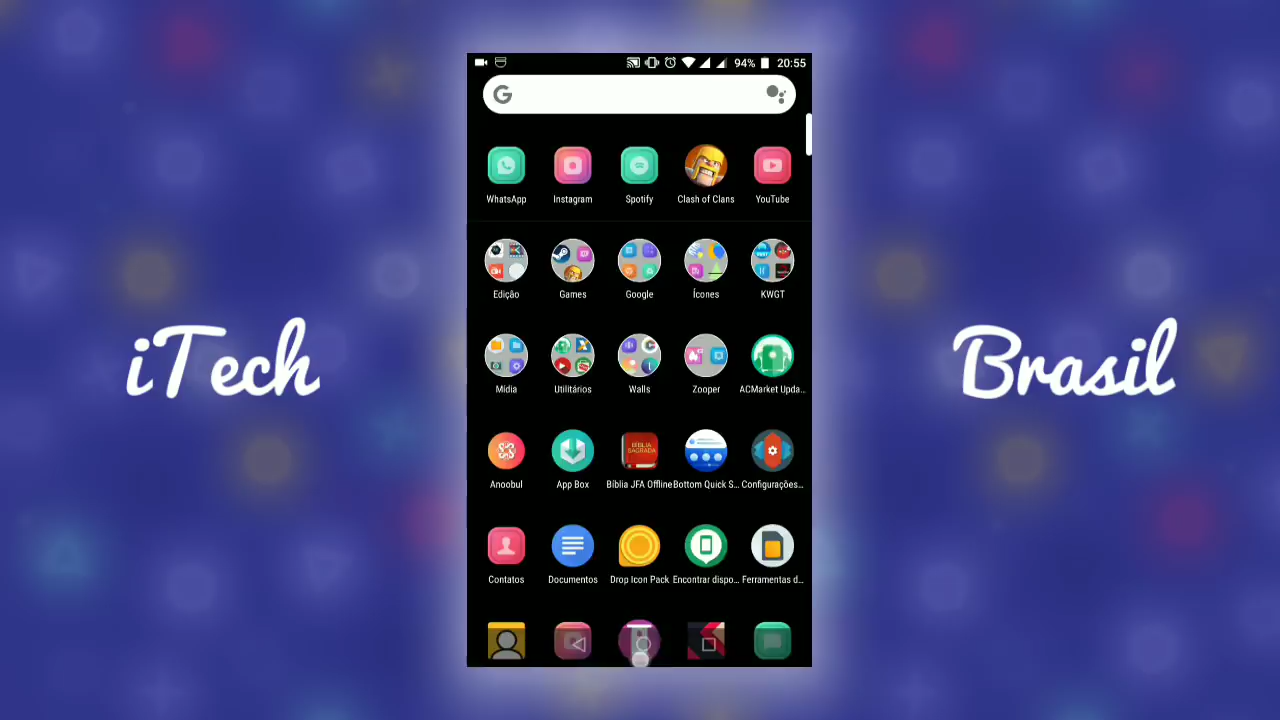 94% 20:55
WhatsApp Instagram Spotify Clash of Clans YouTube
Edição Games Google Ícones KWGT
iTech Brasil
Mídia Utilitários Walls Zooper ACMarket Upda...
BÍBLIA SAGRADA
Anoobul App Box Bíblia JFA Offline Bottom Quick S... Configurações...
Contatos Documentos Drop Icon Pack Encontrar dispo... Ferramentas d...